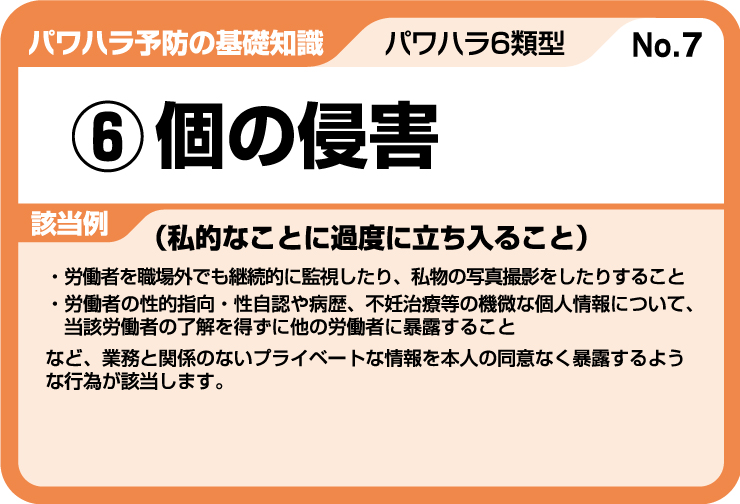 パワハラ予防の基礎知識 パワハラ6類型 No.7
⑥個の侵害
該当例
（私的なことに過度に立ち入ること）
・労働者を職場外でも継続的に監視したり、私物の写真撮影をしたりすること
・労働者の性的指向・性自認や病歴、不妊治療等の機微な個人情報について、
当該労働者の了解を得ずに他の労働者に暴露すること
など、業務と関係のないプライベートな情報を本人の同意なく暴露するよう
な行為が該当します。